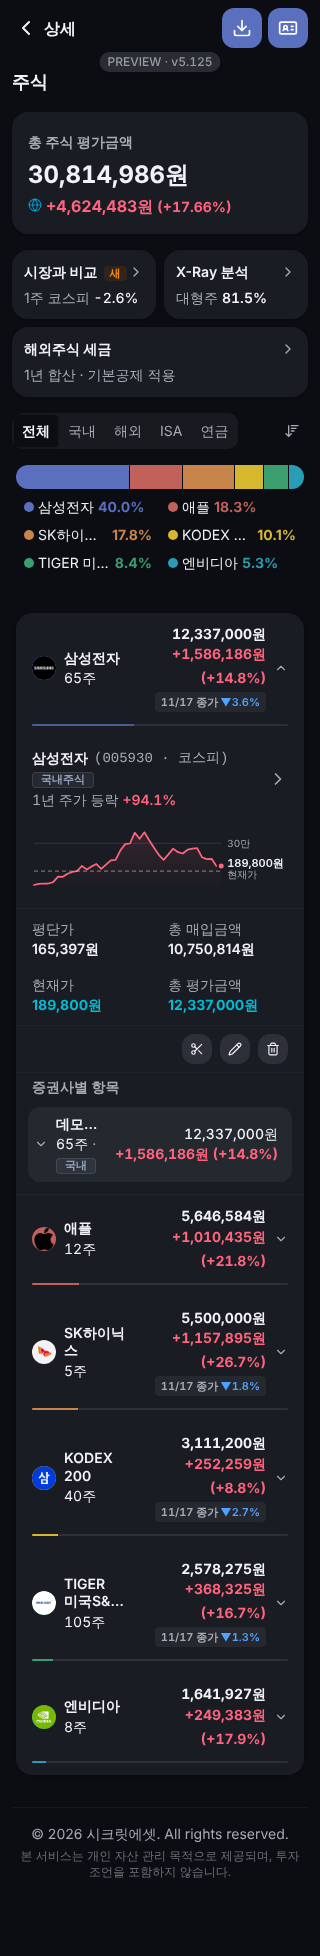 상세
PREVIEW · v5.125
주식
총 주식 평가금액
30,814,986원
+4,624,483원 (+17.66%)
시장과 비교 새
1주 코스피 -2.6%
X-Ray 분석
대형주 81.5%
해외주식 세금
1년 합산 · 기본공제 적용
전체 국내 해외 ISA 연금
삼성전자 40.0% 애플 18.3%
SK하이... 17.8% KODEX ... 10.1%
TIGER 미... 8.4% 엔비디아 5.3%
SAMSUNG
삼성전자
65주
12,337,000원
+1,586,186원
(+14.8%)
11/17 종가 ▼3.6%
삼성전자 (005930 · 코스피)
국내주식
1년 주가 등락 +94.1%
30만
189,800원
현재가
평단가
165,397원
총 매입금액
10,750,814원
현재가
189,800원
총 평가금액
12,337,000원
증권사별 항목
데모...
65주 ·
국내
12,337,000원
+1,586,186원 (+14.8%)
애플
12주
5,646,584원
+1,010,435원
(+21.8%)
SK하이닉
스
5주
5,500,000원
+1,157,895원
(+26.7%)
11/17 종가 ▼1.8%
삼
KODEX
200
40주
3,111,200원
+252,259원
(+8.8%)
11/17 종가 ▼2.7%
TIGER
미국S&...
105주
2,578,275원
+368,325원
(+16.7%)
11/17 종가 ▼1.3%
엔비디아
8주
1,641,927원
+249,383원
(+17.9%)
© 2026 시크릿에셋. All rights reserved.
본 서비스는 개인 자산 관리 목적으로 제공되며, 투자
조언을 포함하지 않습니다.